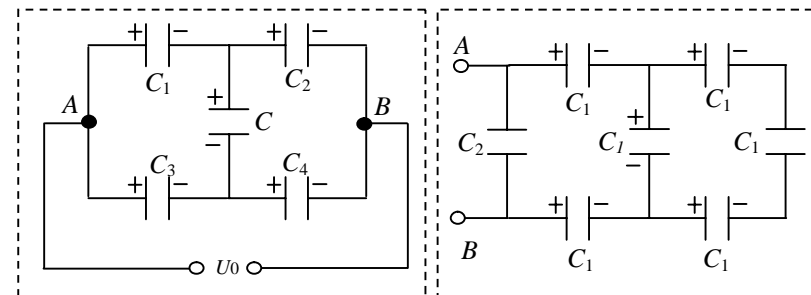 + − + −
C₁ C₂
A B
+
C
−
C₃ C₄
+ − + −
U0
A
+ − + −
C₁ C₁
+
C₂ C₁ C₁
−
+ − + −
B
C₁ C₁